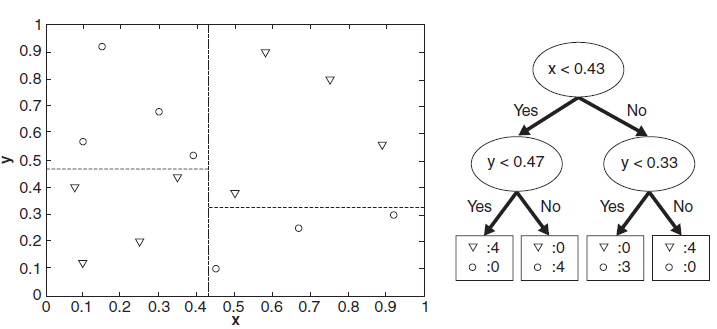 1
0.9
0.8
0.7
0.6
0.5
0.4
0.3
0.2
0.1
0
y
0 0.1 0.2 0.3 0.4 0.5 0.6 0.7 0.8 0.9 1
x
x < 0.43
Yes No
y < 0.47 y < 0.33
Yes No Yes No
▽ :4 ▽ :0 ▽ :0 ▽ :4
○ :0 ○ :4 ○ :3 ○ :0